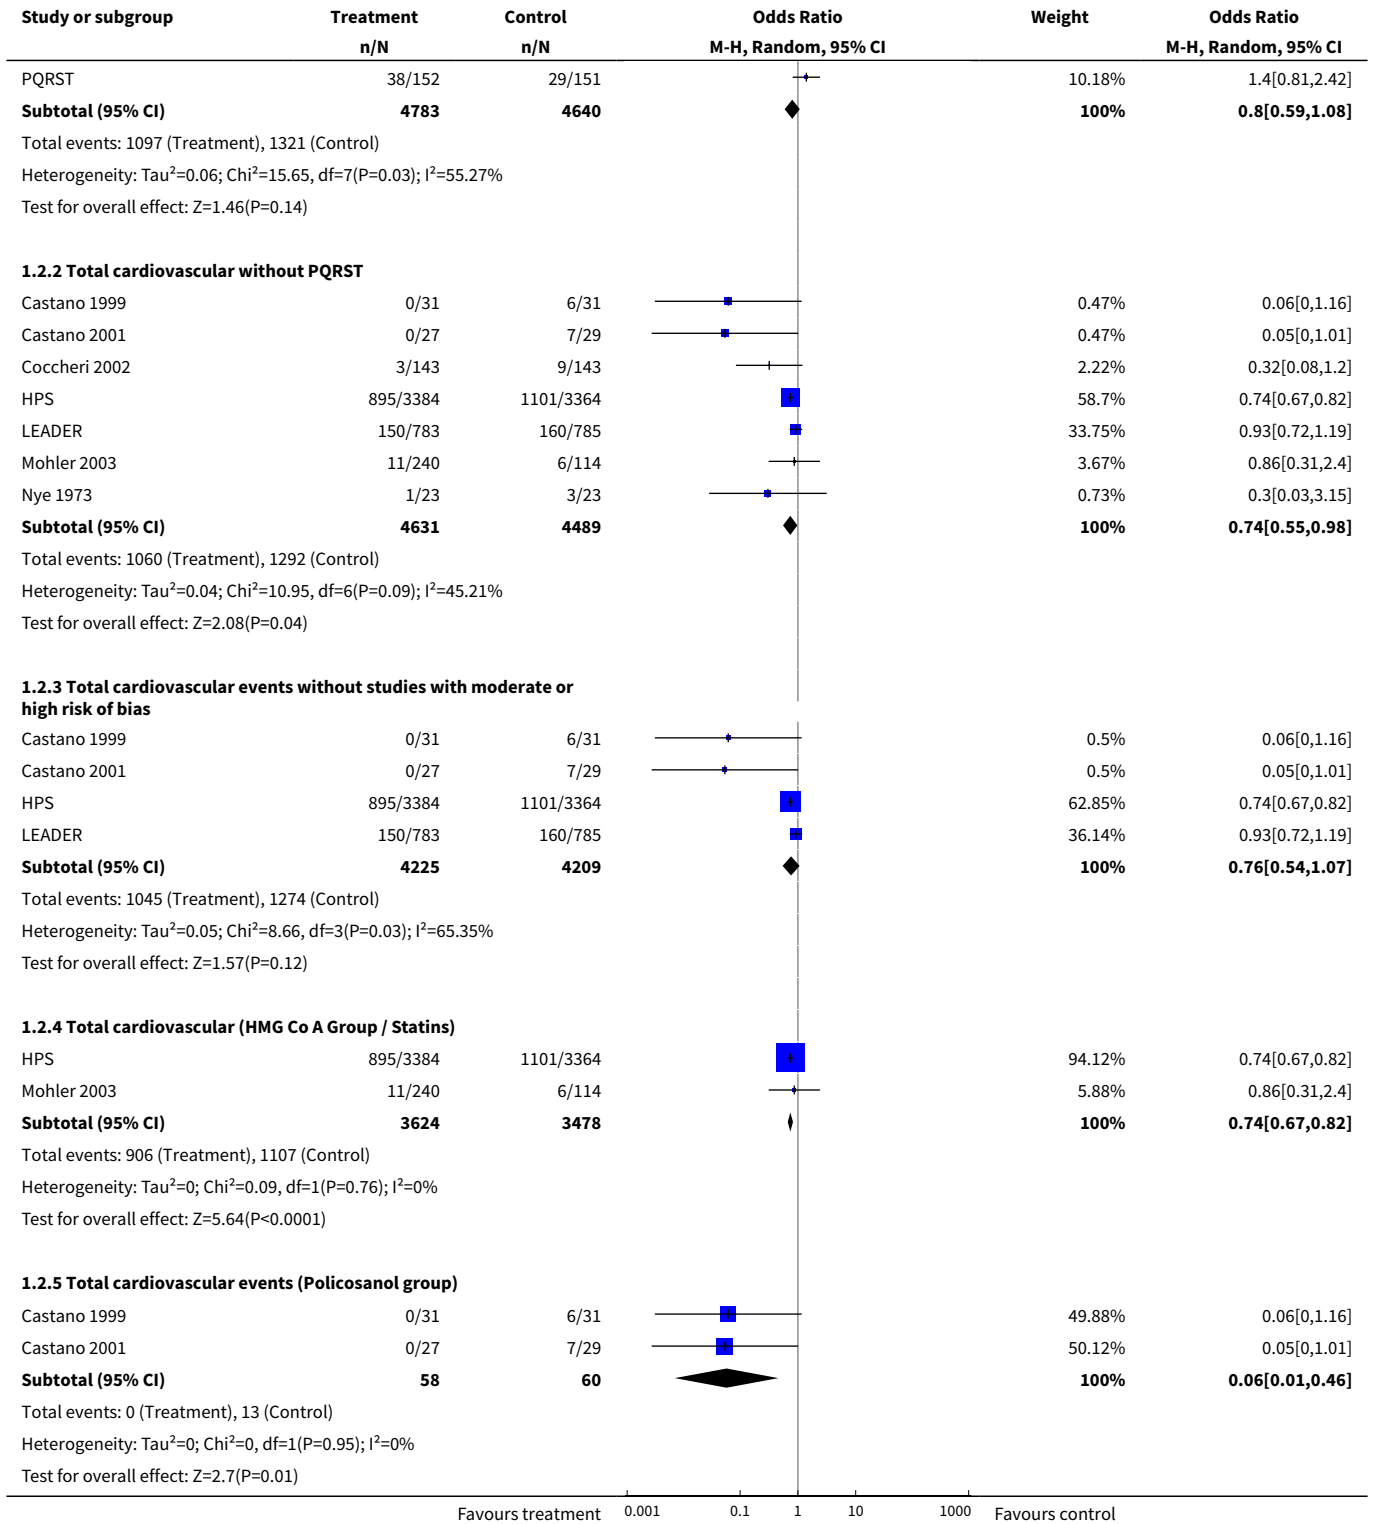 Study or subgroup Treatment Control Odds Ratio Weight Odds Ratio
n/N n/N M-H, Random, 95% CI M-H, Random, 95% CI
PQRST 38/152 29/151 10.18% 1.4[0.81,2.42]
Subtotal (95% CI) 4783 4640 100% 0.8[0.59,1.08]
Total events: 1097 (Treatment), 1321 (Control)
Heterogeneity: Tau²=0.06; Chi²=15.65, df=7(P=0.03); I²=55.27%
Test for overall effect: Z=1.46(P=0.14)
1.2.2 Total cardiovascular without PQRST
Castano 1999 0/31 6/31 0.47% 0.06[0,1.16]
Castano 2001 0/27 7/29 0.47% 0.05[0,1.01]
Coccheri 2002 3/143 9/143 2.22% 0.32[0.08,1.2]
HPS 895/3384 1101/3364 58.7% 0.74[0.67,0.82]
LEADER 150/783 160/785 33.75% 0.93[0.72,1.19]
Mohler 2003 11/240 6/114 3.67% 0.86[0.31,2.4]
Nye 1973 1/23 3/23 0.73% 0.3[0.03,3.15]
Subtotal (95% CI) 4631 4489 100% 0.74[0.55,0.98]
Total events: 1060 (Treatment), 1292 (Control)
Heterogeneity: Tau²=0.04; Chi²=10.95, df=6(P=0.09); I²=45.21%
Test for overall effect: Z=2.08(P=0.04)
1.2.3 Total cardiovascular events without studies with moderate or
high risk of bias
Castano 1999 0/31 6/31 0.5% 0.06[0,1.16]
Castano 2001 0/27 7/29 0.5% 0.05[0,1.01]
HPS 895/3384 1101/3364 62.85% 0.74[0.67,0.82]
LEADER 150/783 160/785 36.14% 0.93[0.72,1.19]
Subtotal (95% CI) 4225 4209 100% 0.76[0.54,1.07]
Total events: 1045 (Treatment), 1274 (Control)
Heterogeneity: Tau²=0.05; Chi²=8.66, df=3(P=0.03); I²=65.35%
Test for overall effect: Z=1.57(P=0.12)
1.2.4 Total cardiovascular (HMG Co A Group / Statins)
HPS 895/3384 1101/3364 94.12% 0.74[0.67,0.82]
Mohler 2003 11/240 6/114 5.88% 0.86[0.31,2.4]
Subtotal (95% CI) 3624 3478 100% 0.74[0.67,0.82]
Total events: 906 (Treatment), 1107 (Control)
Heterogeneity: Tau²=0; Chi²=0.09, df=1(P=0.76); I²=0%
Test for overall effect: Z=5.64(P<0.0001)
1.2.5 Total cardiovascular events (Policosanol group)
Castano 1999 0/31 6/31 49.88% 0.06[0,1.16]
Castano 2001 0/27 7/29 50.12% 0.05[0,1.01]
Subtotal (95% CI) 58 60 100% 0.06[0.01,0.46]
Total events: 0 (Treatment), 13 (Control)
Heterogeneity: Tau²=0; Chi²=0, df=1(P=0.95); I²=0%
Test for overall effect: Z=2.7(P=0.01)
Favours treatment 0.001 0.1 1 10 1000 Favours control